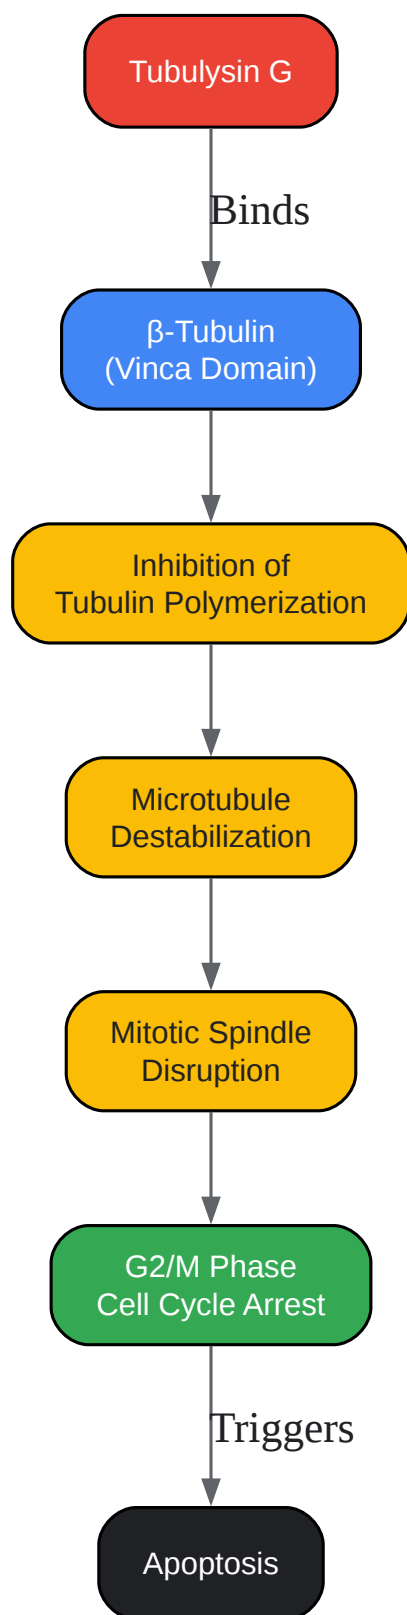 Tubulysin G
Binds
β-Tubulin
(Vinca Domain)
Inhibition of
Tubulin Polymerization
Microtubule
Destabilization
Mitotic Spindle
Disruption
G2/M Phase
Cell Cycle Arrest
Triggers
Apoptosis